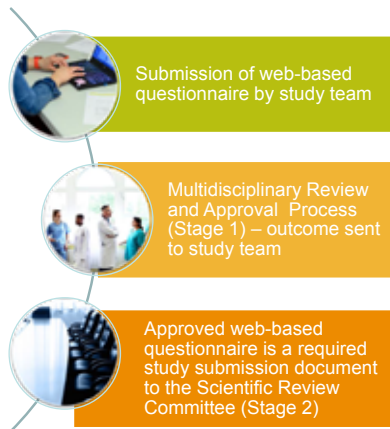 Submission of web-based
questionnaire by study team
Multidisciplinary Review
and Approval Process
(Stage 1) – outcome sent
to study team
Approved web-based
questionnaire is a required
study submission document
to the Scientific Review
Committee (Stage 2)